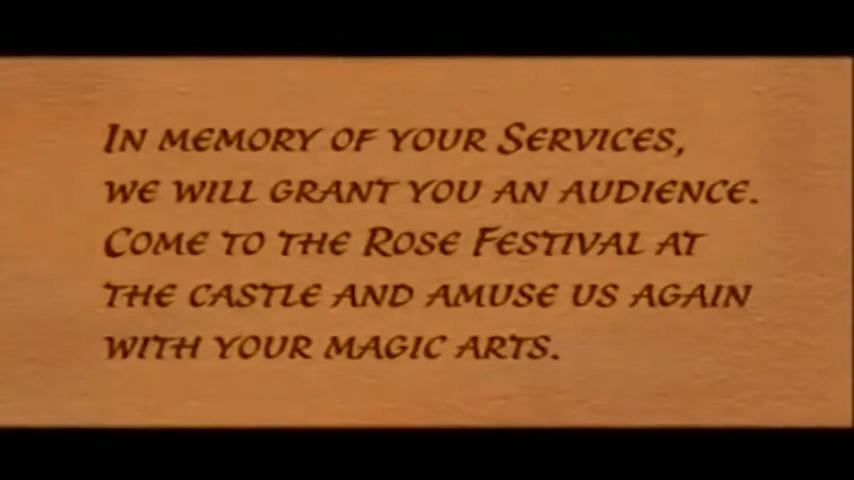 In memory of your Services,
we will grant you an audience.
Come to the Rose Festival at
the castle and amuse us again
with your magic arts.